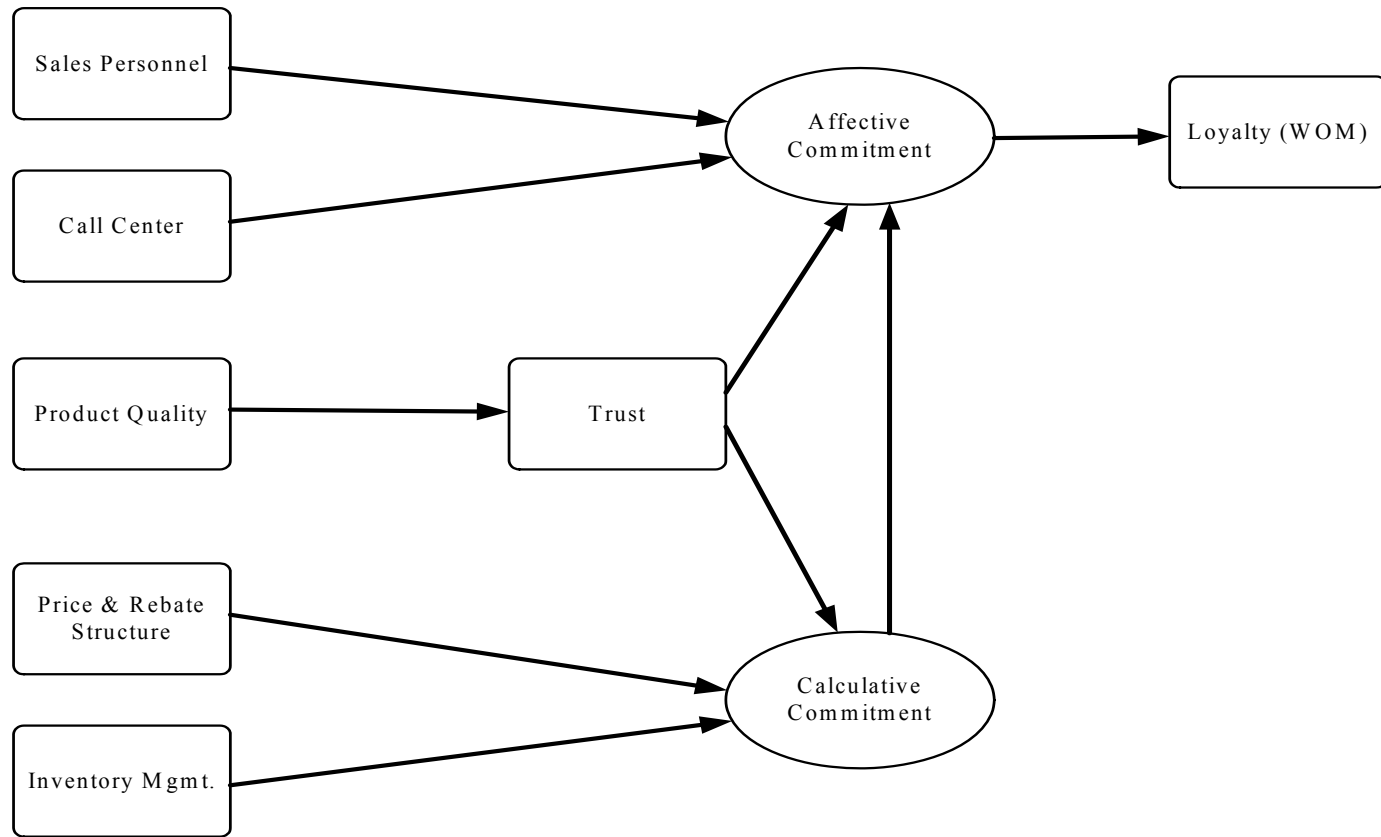 Sales Personnel
Affective
Commitment
Loyalty (WOM)
Call Center
Product Quality
Trust
Price & Rebate
Structure
Calculative
Commitment
Inventory Mgmt.